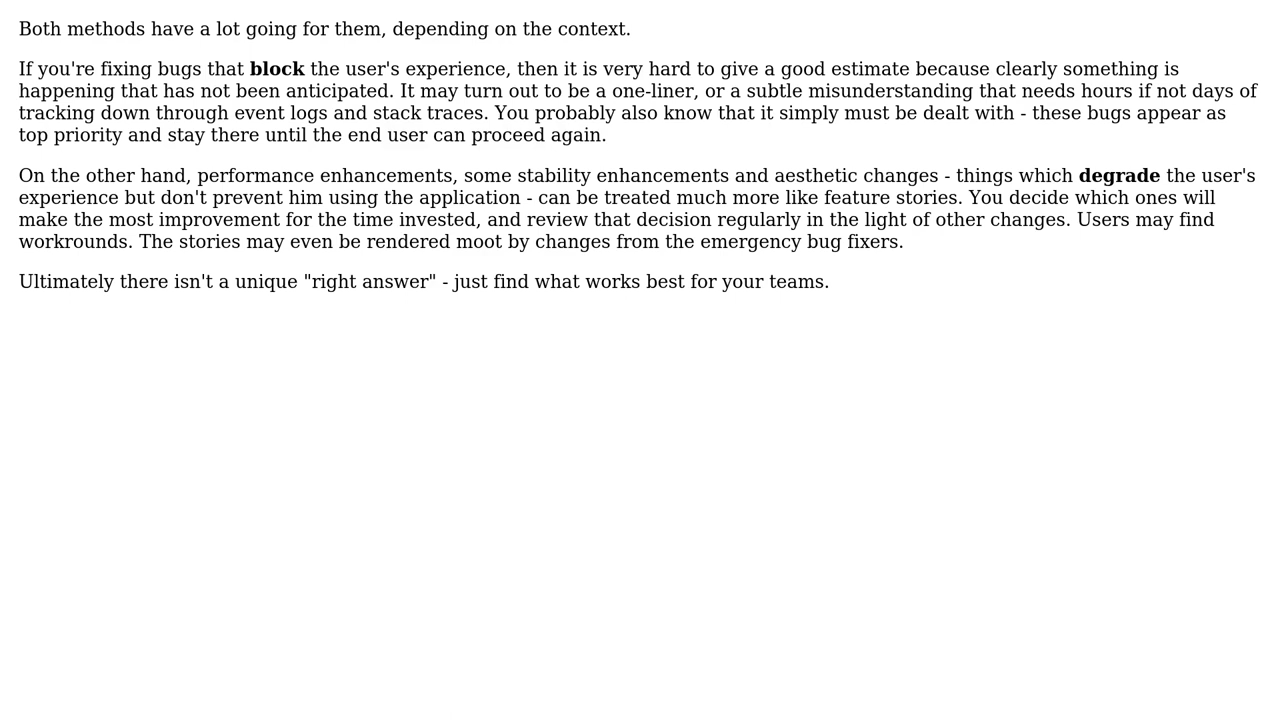 Both methods have a lot going for them, depending on the context.
If you're fixing bugs that block the user's experience, then it is very hard to give a good estimate because clearly something is
happening that has not been anticipated. It may turn out to be a one-liner, or a subtle misunderstanding that needs hours if not days of
tracking down through event logs and stack traces. You probably also know that it simply must be dealt with - these bugs appear as
top priority and stay there until the end user can proceed again.
On the other hand, performance enhancements, some stability enhancements and aesthetic changes - things which degrade the user's
experience but don't prevent him using the application - can be treated much more like feature stories. You decide which ones will
make the most improvement for the time invested, and review that decision regularly in the light of other changes. Users may find
workrounds. The stories may even be rendered moot by changes from the emergency bug fixers.
Ultimately there isn't a unique "right answer" - just find what works best for your teams.